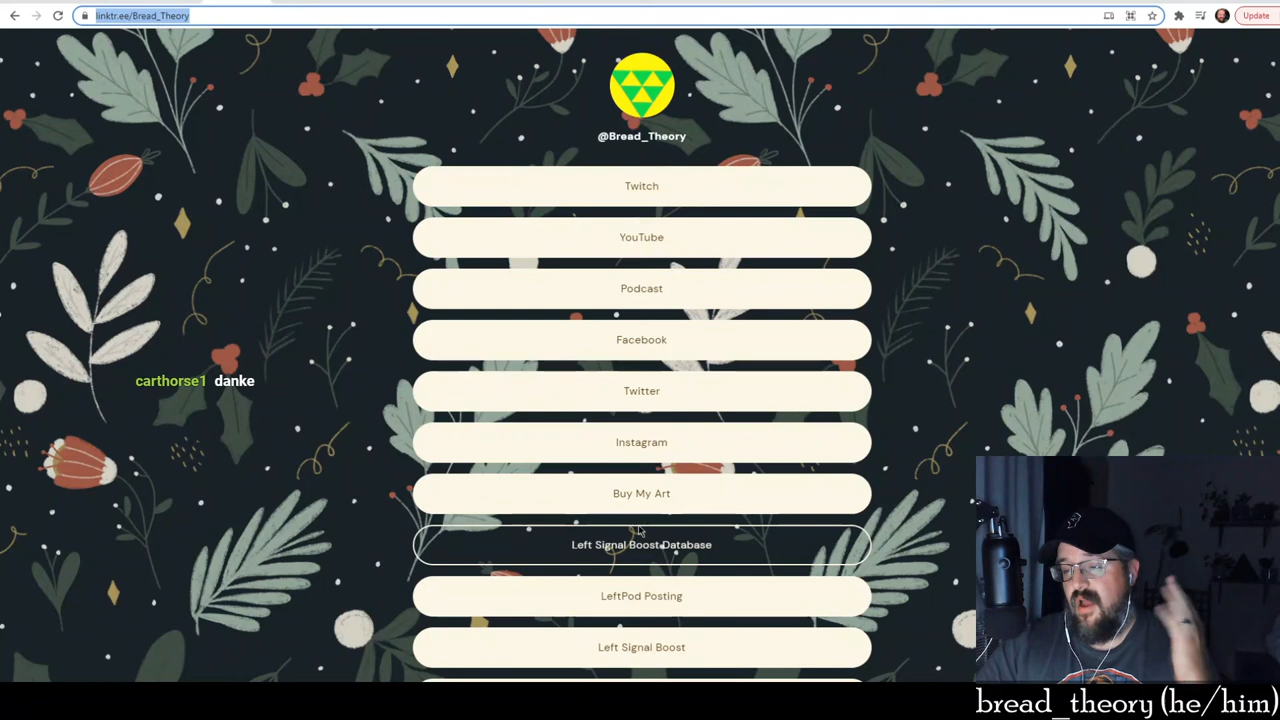 linktr.ee/Bread_Theory
Update
@Bread_Theory
Twitch
YouTube
Podcast
Facebook
carthorse1 danke
Twitter
Instagram
Buy My Art
Left Signal Boost Database
LeftPod Posting
Left Signal Boost
bread_theory (he/him)